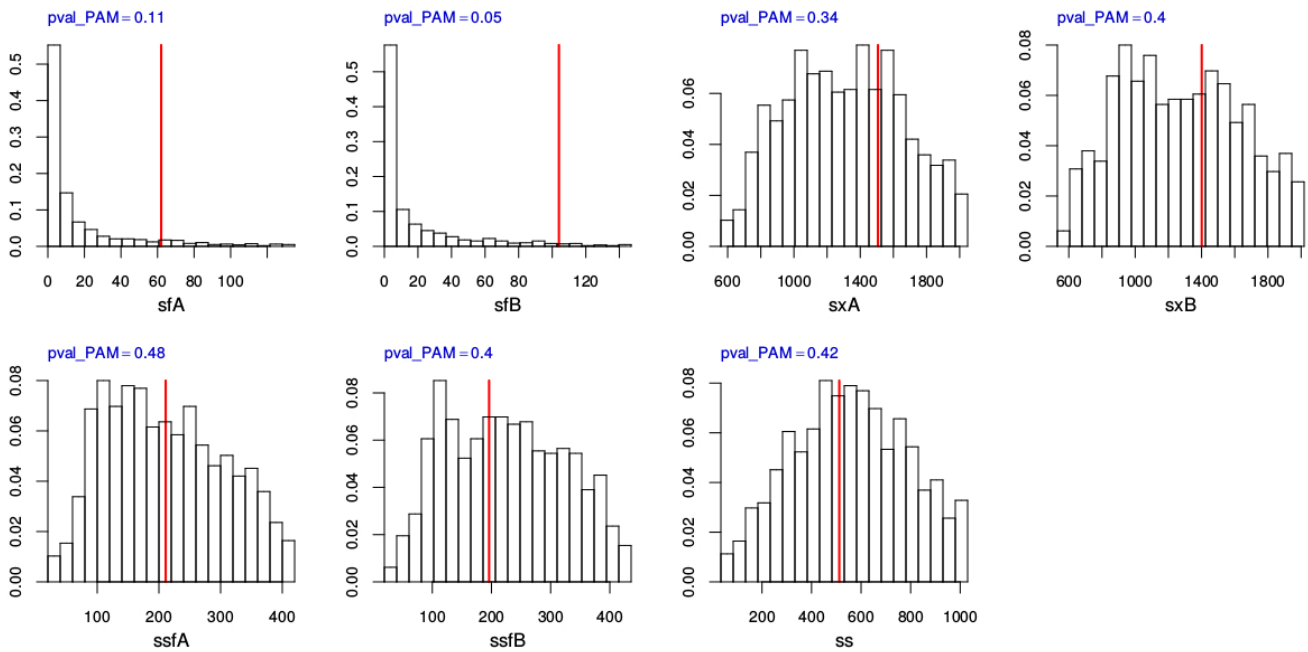 pval_PAM = 0.11
0.0 0.1 0.2 0.3 0.4 0.5
0 20 40 60 80 100
sfA
pval_PAM = 0.05
0.0 0.1 0.2 0.3 0.4 0.5
0 20 40 60 80 120
sfB
pval_PAM = 0.34
0.00 0.02 0.04 0.06
600 1000 1400 1800
sxA
pval_PAM = 0.4
0.00 0.02 0.04 0.06 0.08
600 1000 1400 1800
sxB
pval_PAM = 0.48
0.00 0.02 0.04 0.06 0.08
100 200 300 400
ssfA
pval_PAM = 0.4
0.00 0.02 0.04 0.06 0.08
100 200 300 400
ssfB
pval_PAM = 0.42
0.00 0.02 0.04 0.06 0.08
200 400 600 800 1000
ss